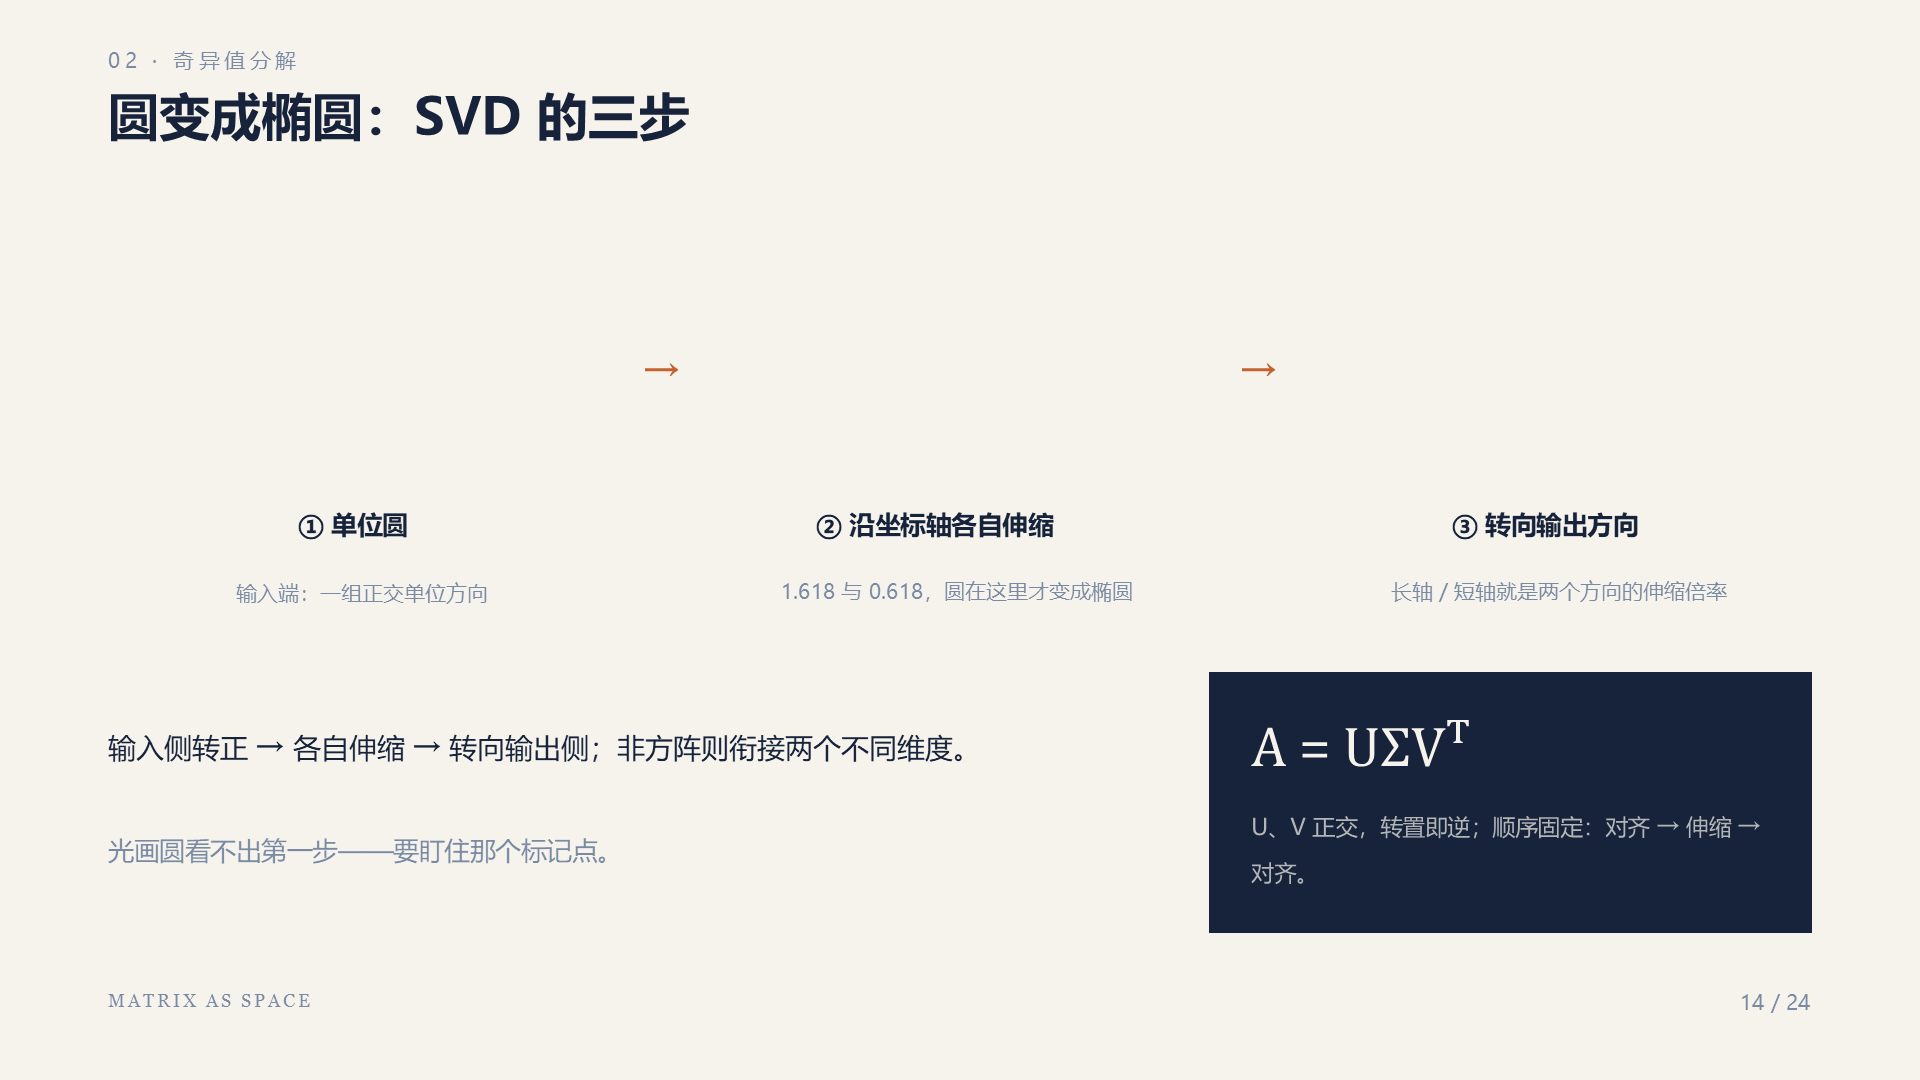 02 · 奇异值分解
圆变成椭圆：SVD 的三步
→ →
① 单位圆
输入端：一组正交单位方向
② 沿坐标轴各自伸缩
1.618 与 0.618，圆在这里才变成椭圆
③ 转向输出方向
长轴 / 短轴就是两个方向的伸缩倍率
输入侧转正 → 各自伸缩 → 转向输出侧；非方阵则衔接两个不同维度。
光画圆看不出第一步——要盯住那个标记点。
A = UΣVᵀ
U、V 正交，转置即逆；顺序固定：对齐 → 伸缩 →
对齐。
MATRIX AS SPACE
14 / 24